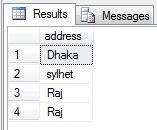 Results Messages
address
1 Dhaka
2 sylhet
3 Raj
4 Raj